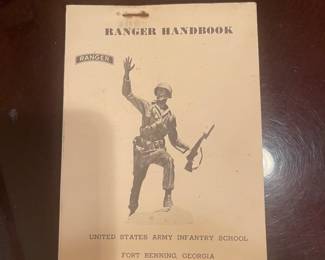 RANGER HANDBOOK
RANGER
UNITED STATES ARMY INFANTRY SCHOOL
FORT BENNING, GEORGIA